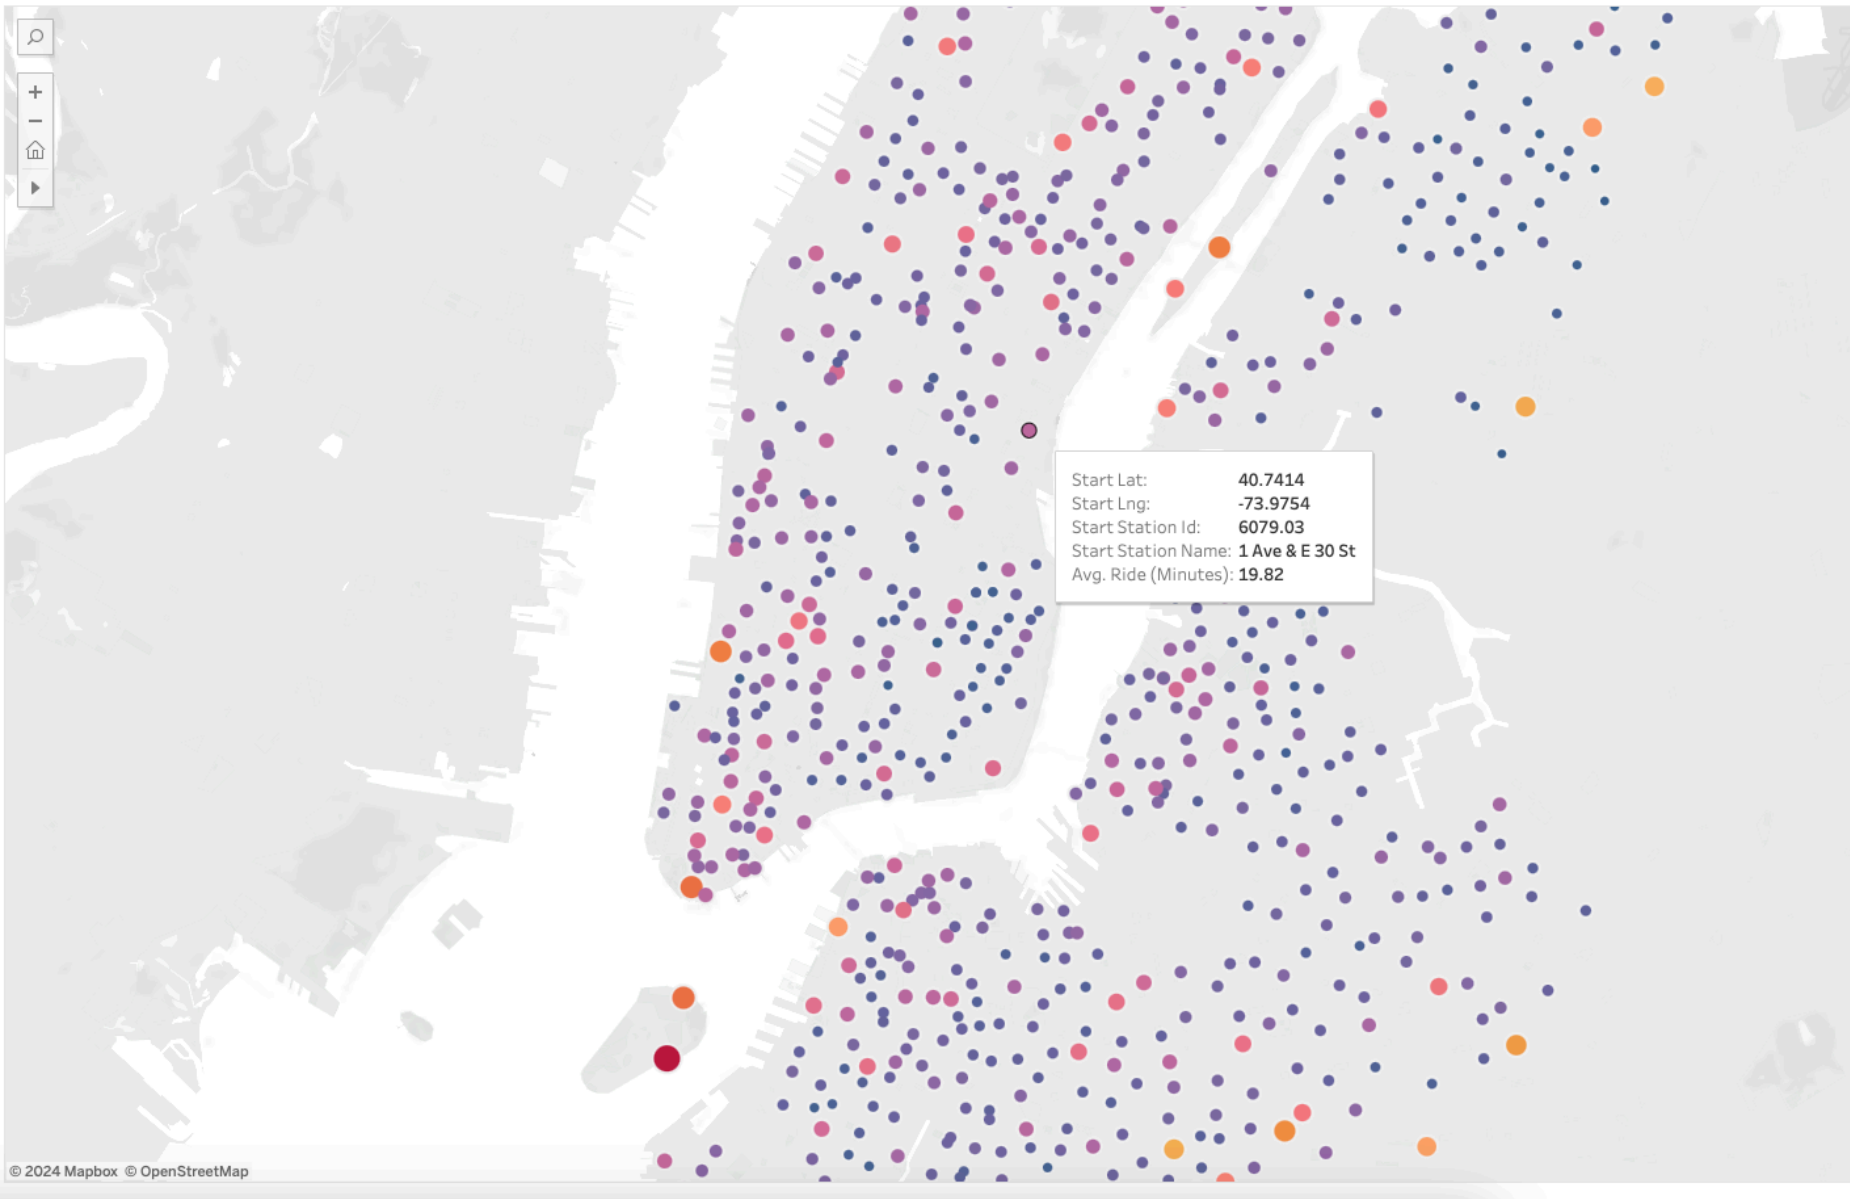 +
−
Start Lat: 40.7414
Start Lng: -73.9754
Start Station Id: 6079.03
Start Station Name: 1 Ave & E 30 St
Avg. Ride (Minutes): 19.82
© 2024 Mapbox © OpenStreetMap